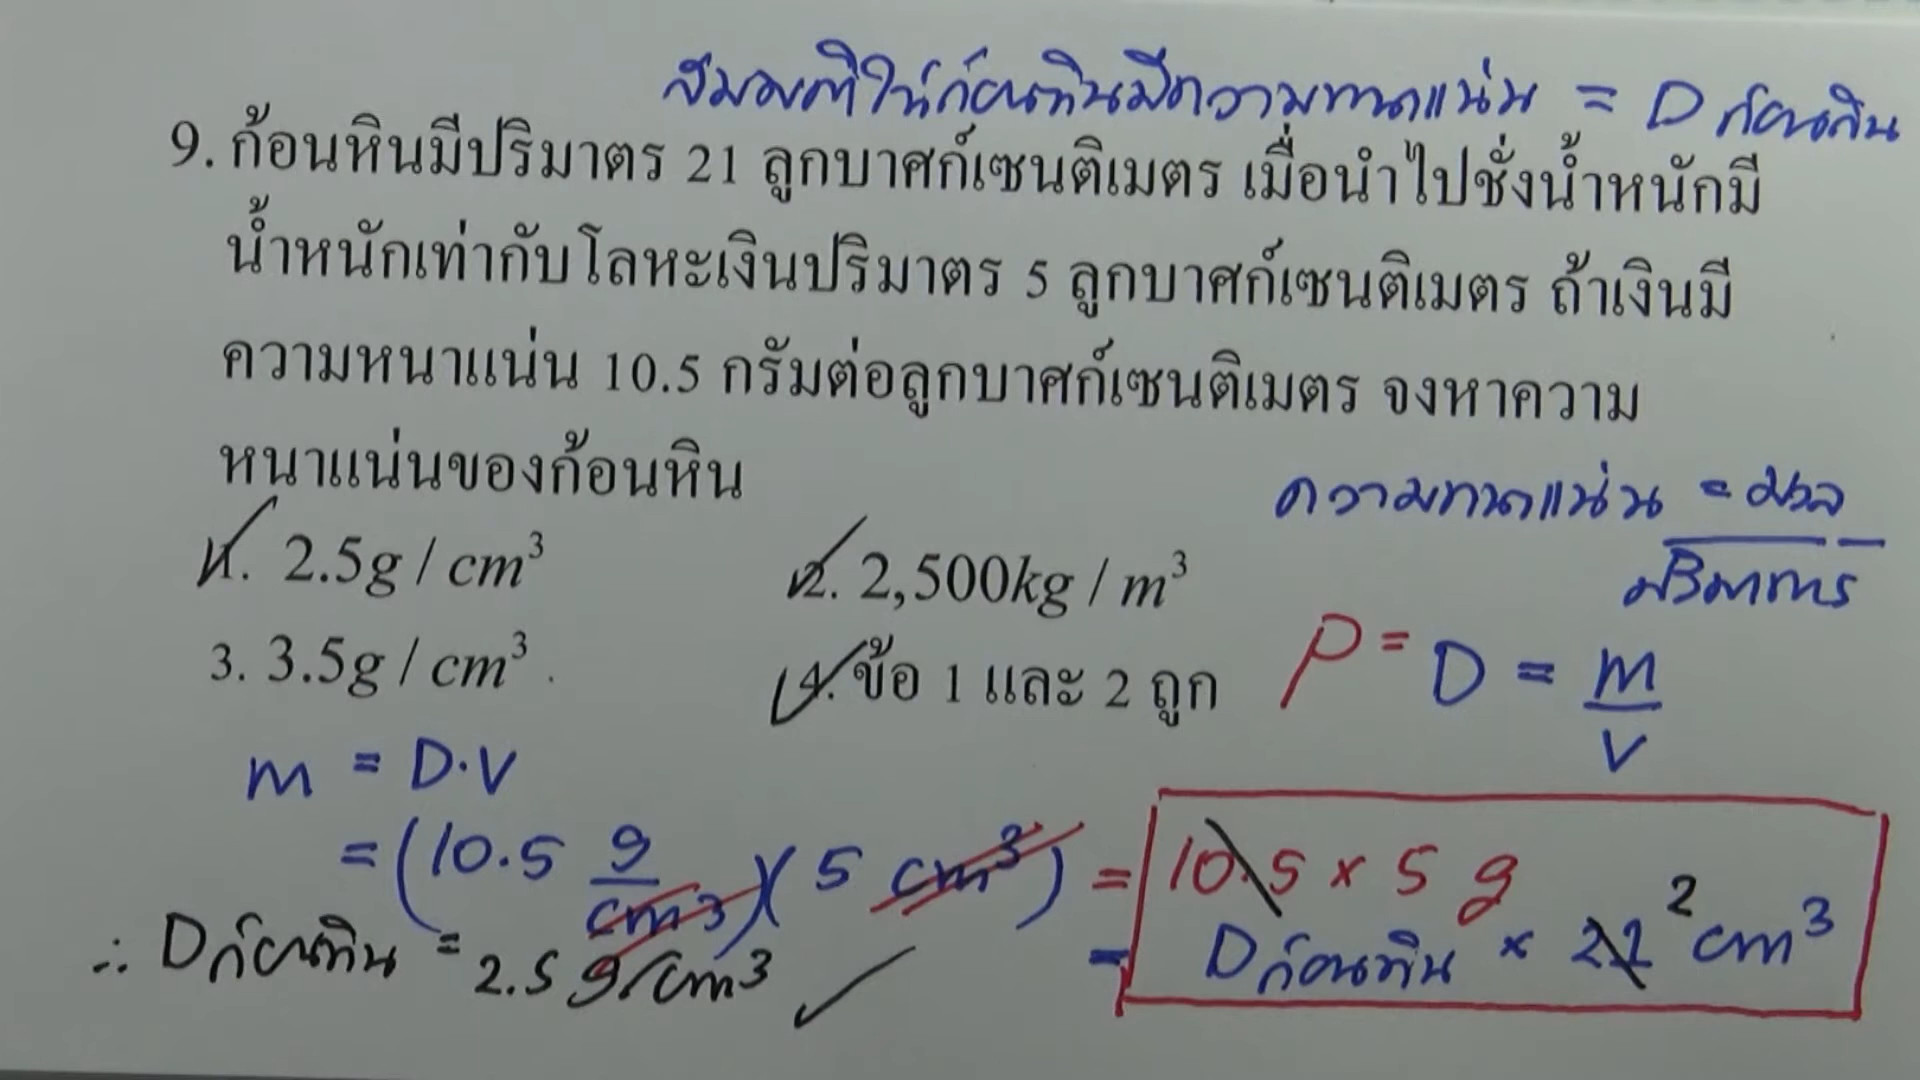 สมมติให้ก้อนหินมีความหนาแน่น = Dก้อนหิน
9. ก้อนหินมีปริมาตร 21 ลูกบาศก์เซนติเมตร เมื่อนำไปชั่งน้ำหนักมี
น้ำหนักเท่ากับโลหะเงินปริมาตร 5 ลูกบาศก์เซนติเมตร ถ้าเงินมี
ความหนาแน่น 10.5 กรัมต่อลูกบาศก์เซนติเมตร จงหาความ
หนาแน่นของก้อนหิน
ความหนาแน่น = มวล
ปริมาตร
1. 2.5g / cm³
2. 2,500kg / m³
3. 3.5g / cm³
4. ข้อ 1 และ 2 ถูก
ρ = D = m
V
m = D·V
= (10.5 g
cm³)(5 cm³) = 10.5 × 5 g
= Dก้อนหิน × 21 2 cm³
∴ Dก้อนหิน = 2.5 g/cm³ ✓